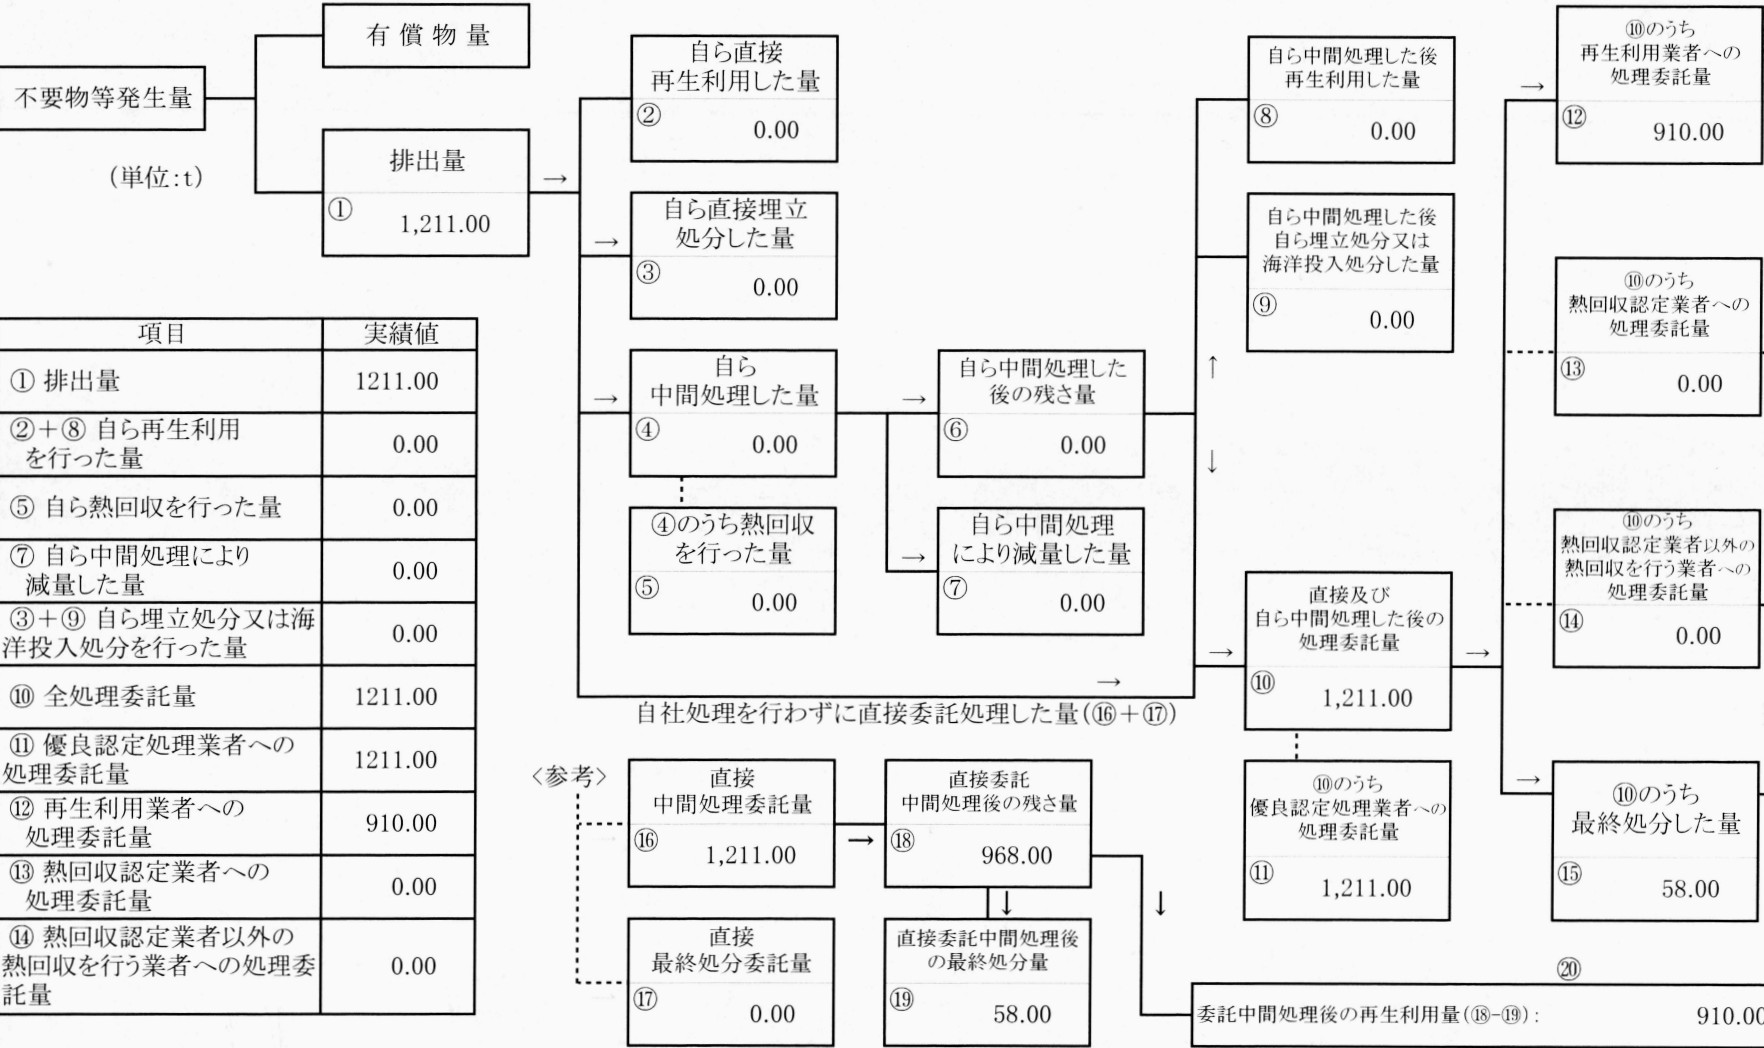 有償物量
不要物等発生量
(単位:t)
排出量
①
1,211.00
→
自ら直接
再生利用した量
②
0.00
→
自ら直接埋立
処分した量
③
0.00
→
自ら
中間処理した量
④
0.00
④のうち熱回収
を行った量
⑤
0.00
→
自ら中間処理した
後の残さ量
⑥
0.00
→
自ら中間処理
により減量した量
⑦
0.00
↑
↓
自ら中間処理した後
再生利用した量
⑧
0.00
自ら中間処理した後
自ら埋立処分又は
海洋投入処分した量
⑨
0.00
→
自社処理を行わずに直接委託処理した量(⑯+⑰)
→
直接及び
自ら中間処理した後の
処理委託量
⑩
1,211.00
→
⑩のうち
優良認定処理業者への
処理委託量
⑪
1,211.00
→
⑩のうち
再生利用業者への
処理委託量
⑫
910.00
⑩のうち
熱回収認定業者への
処理委託量
⑬
0.00
⑩のうち
熱回収認定業者以外の
熱回収を行う業者への
処理委託量
⑭
0.00
→
⑩のうち
最終処分した量
⑮
58.00
項目 実績値
① 排出量 1211.00
②+⑧ 自ら再生利用
を行った量 0.00
⑤ 自ら熱回収を行った量 0.00
⑦ 自ら中間処理により
減量した量 0.00
③+⑨ 自ら埋立処分又は海
洋投入処分を行った量 0.00
⑩ 全処理委託量 1211.00
⑪ 優良認定処理業者への
処理委託量 1211.00
⑫ 再生利用業者への
処理委託量 910.00
⑬ 熱回収認定業者への
処理委託量 0.00
⑭ 熱回収認定業者以外の
熱回収を行う業者への処理委
託量 0.00
〈参考〉
直接
中間処理委託量
⑯
1,211.00
→
直接
最終処分委託量
⑰
0.00
直接委託
中間処理後の残さ量
⑱
968.00
↓
直接委託中間処理後
の最終処分量
⑲
58.00
↓
⑳
委託中間処理後の再生利用量(⑱-⑲): 910.00